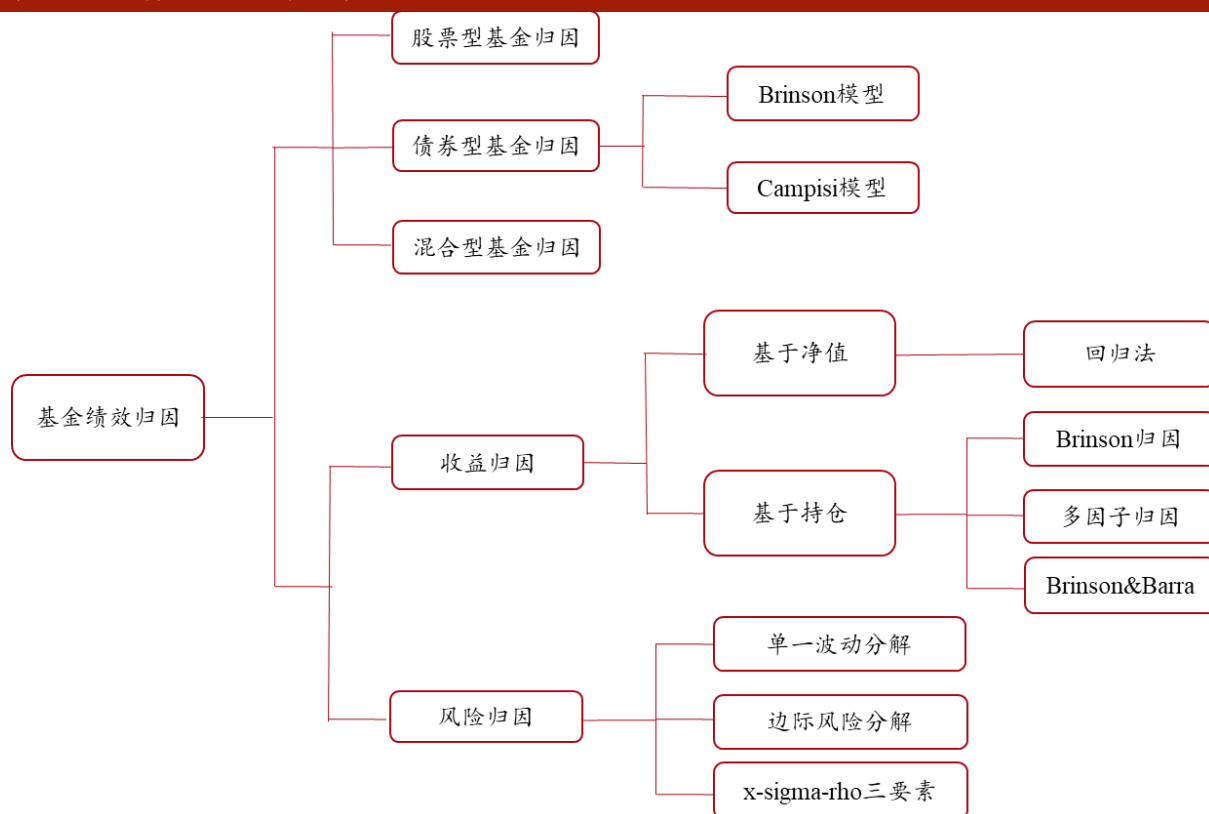 股票型基金归因
Brinson模型
债券型基金归因
Campisi模型
混合型基金归因
基于净值
回归法
基金绩效归因
Brinson归因
收益归因
基于持仓
多因子归因
Brinson&Barra
单一波动分解
风险归因
边际风险分解
x-sigma-rho三要素